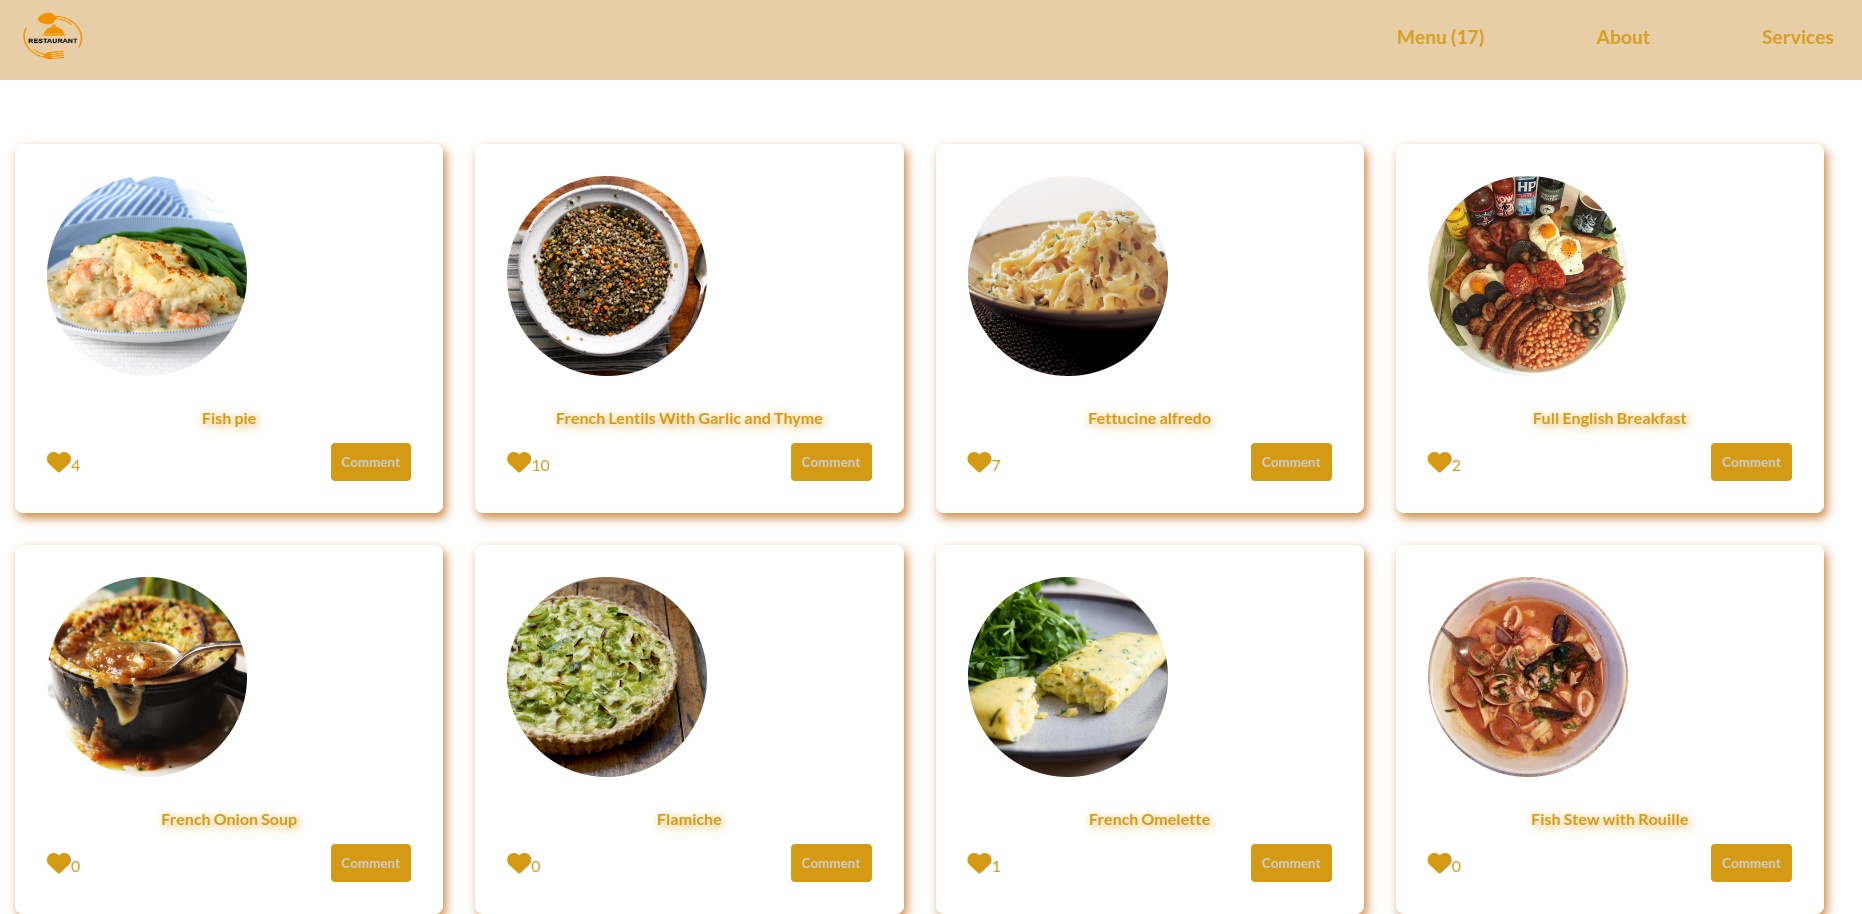 RESTAURANT
Menu (17) About Services
HP
Fish pie French Lentils With Garlic and Thyme Fettucine alfredo Full English Breakfast
4 Comment 10 Comment 7 Comment 2 Comment
French Onion Soup Flamiche French Omelette Fish Stew with Rouille
0 Comment 0 Comment 1 Comment 0 Comment